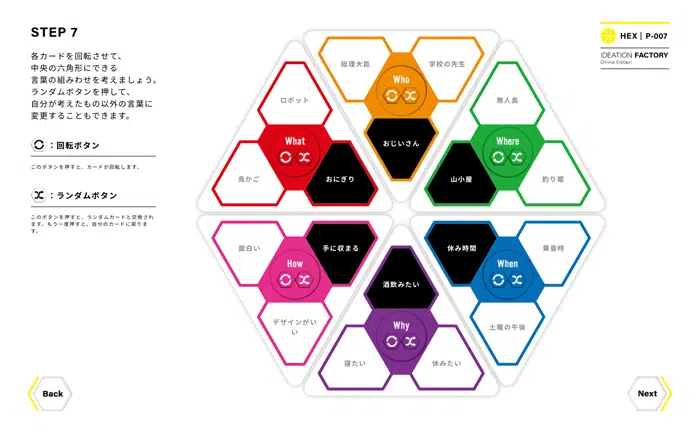 STEP 7
各カードを回転させて、
中央の六角形にできる
言葉の組みわせを考えましょう。
ランダムボタンを押して、
自分が考えたもの以外の言葉に
変更することもできます。
：回転ボタン
このボタンを押すと、カードが回転します。
：ランダムボタン
このボタンを押すと、ランダムカードと交換され
ます。もう一度押すと、自分のカードに戻りま
す。
HEX | P-007
IDEATION FACTORY
Online Edition
総理大臣
学校の先生
Who
おじいさん
ロボット
What
鳥かご
おにぎり
無人島
Where
山小屋
釣り堀
面白い
手に収まる
How
デザインがい
い
酒飲みたい
Why
寝たい
休みたい
休み時間
黄昏時
When
土曜の午後
Back
Next